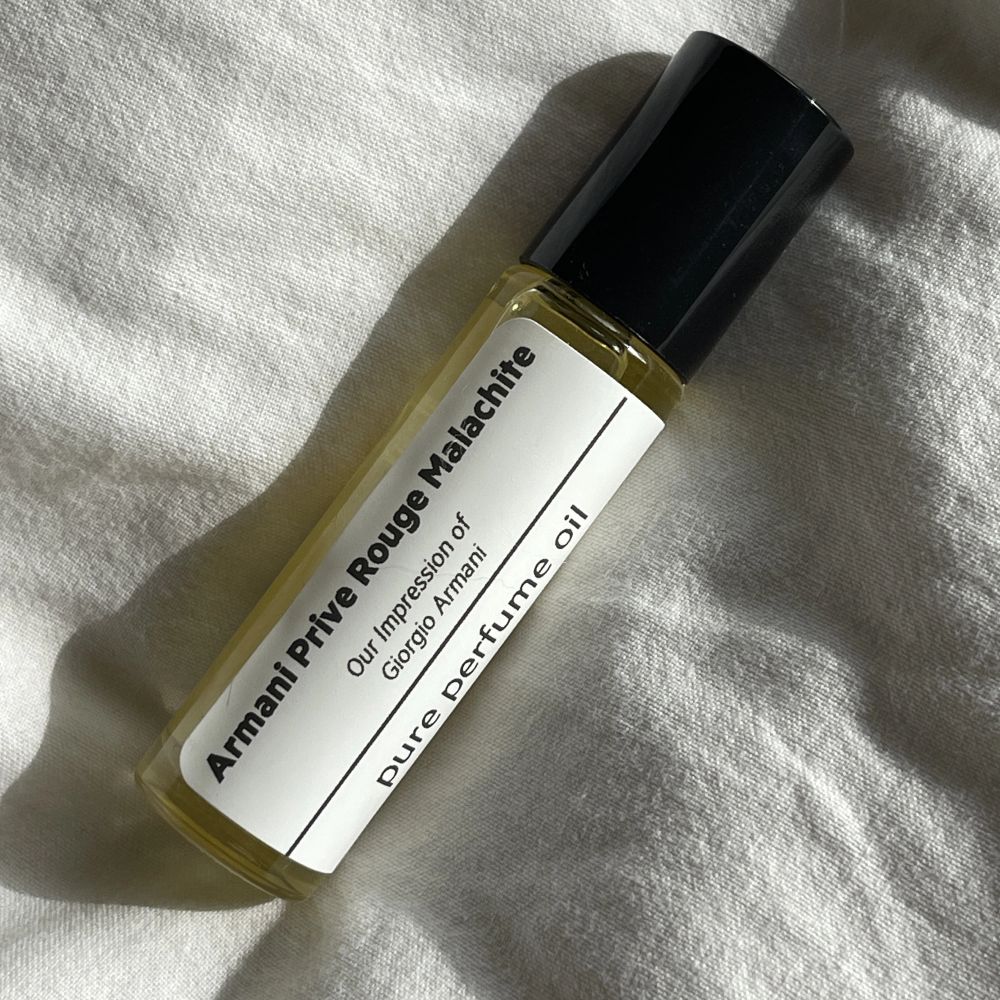 Armani Prive Rouge Malachite
Our Impression of
Giorgio Armani
pure perfume oil